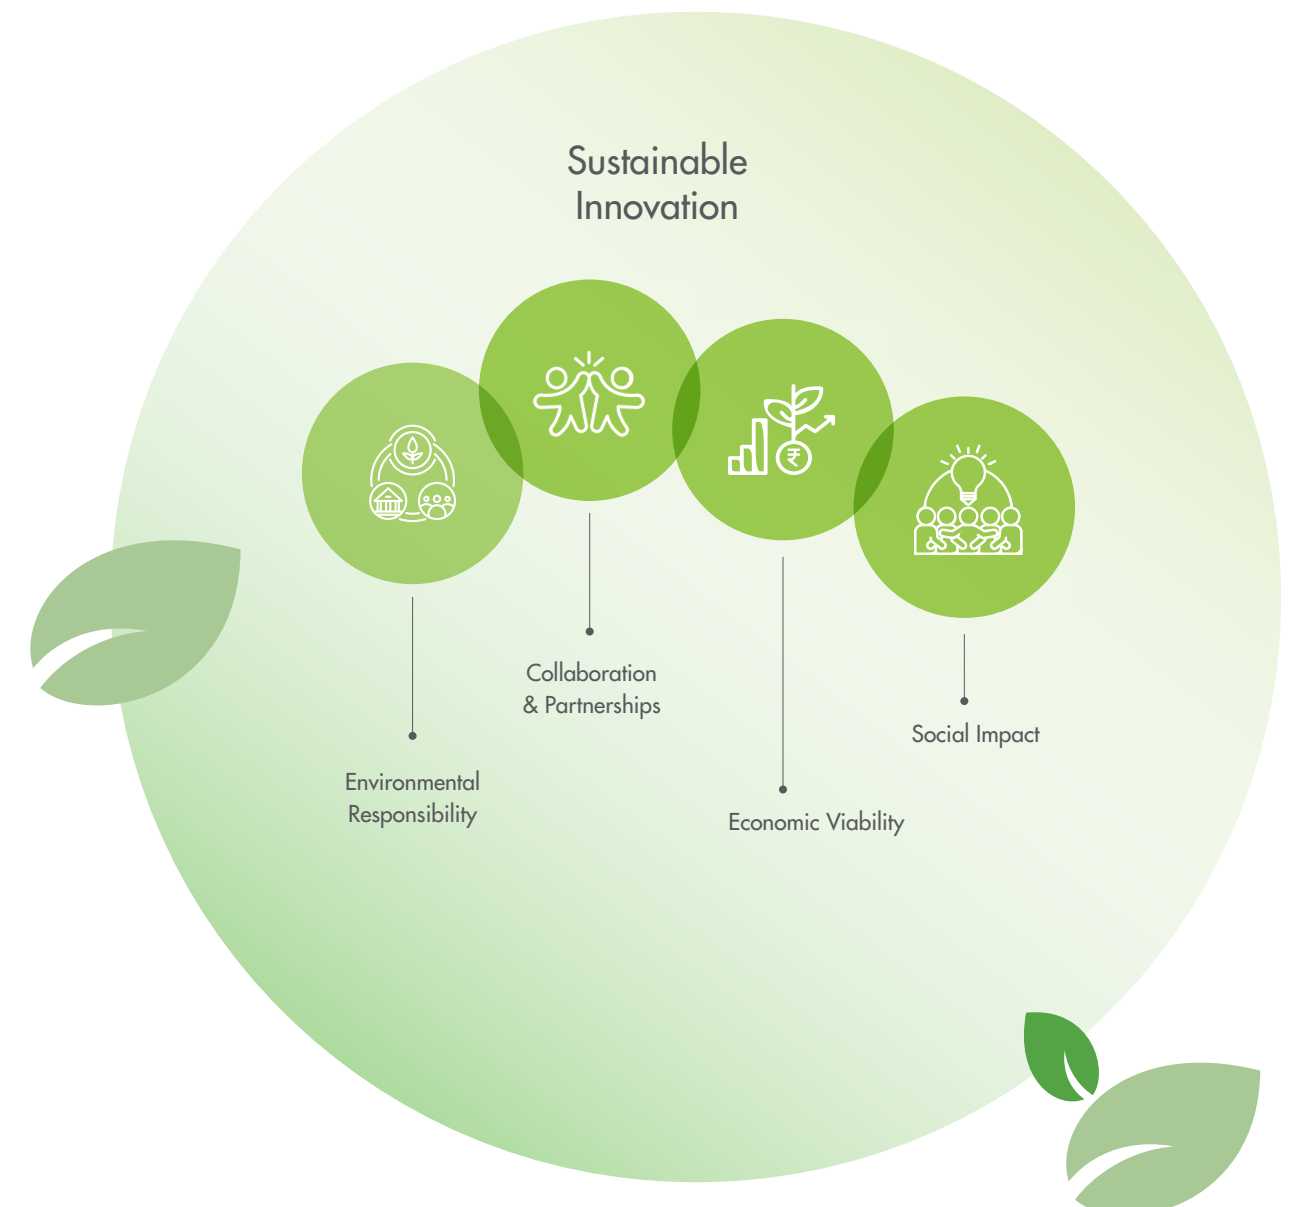 Sustainable
Innovation
₹
Environmental
Responsibility
Collaboration
& Partnerships
Economic Viability
Social Impact